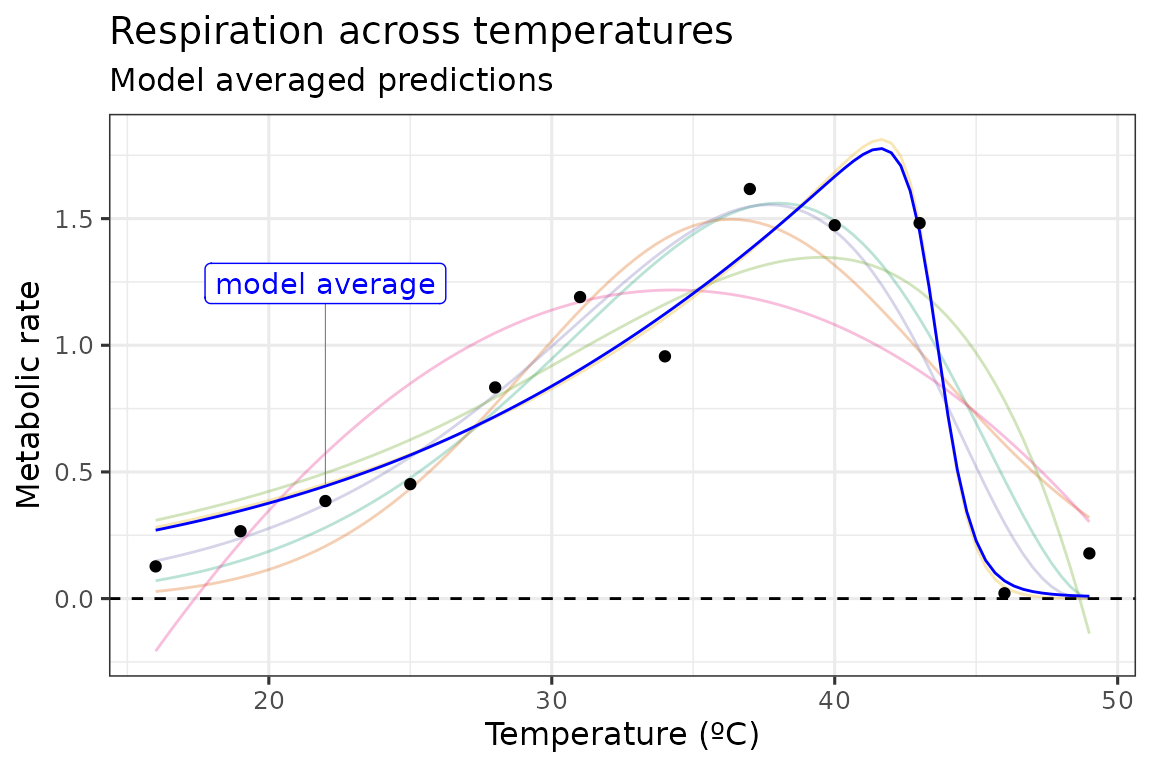 Respiration across temperatures
Model averaged predictions
Metabolic rate
1.5
1.0
0.5
0.0
model average
20
30
40
50
Temperature (ºC)